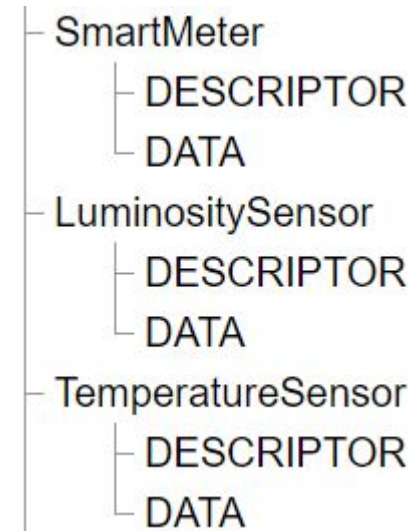 SmartMeter
DESCRIPTOR
DATA
LuminositySensor
DESCRIPTOR
DATA
TemperatureSensor
DESCRIPTOR
DATA